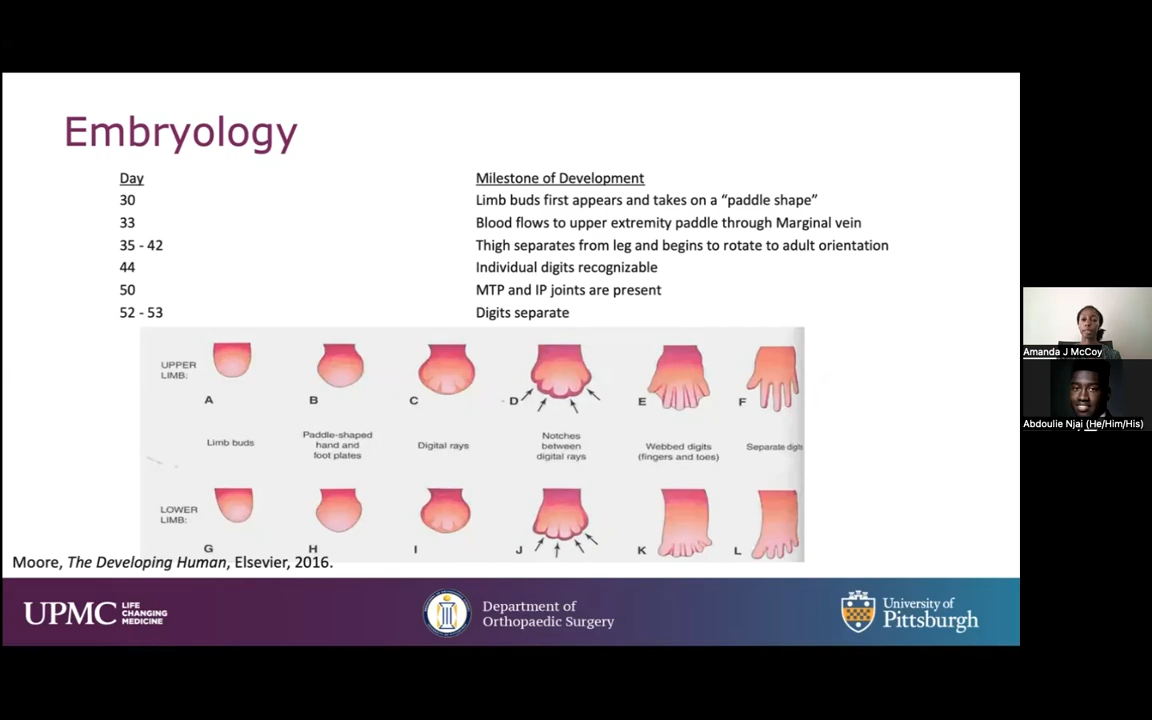 Embryology
Day Milestone of Development
30 Limb buds first appears and takes on a “paddle shape”
33 Blood flows to upper extremity paddle through Marginal vein
35 - 42 Thigh separates from leg and begins to rotate to adult orientation
44 Individual digits recognizable
50 MTP and IP joints are present
52 - 53 Digits separate
UPPER
LIMB:
A B C D E F
Limb buds
Paddle-shaped
hand and
foot plates
Digital rays
Notches
between
digital rays
Webbed digits
(fingers and toes)
Separate digits
LOWER
LIMB:
G H I J K L
Moore, The Developing Human, Elsevier, 2016.
UPMC LIFE
CHANGING
MEDICINE
Department of
Orthopaedic Surgery
University of
Pittsburgh
Amanda J McCoy
Abdoulie Njai (He/Him/His)